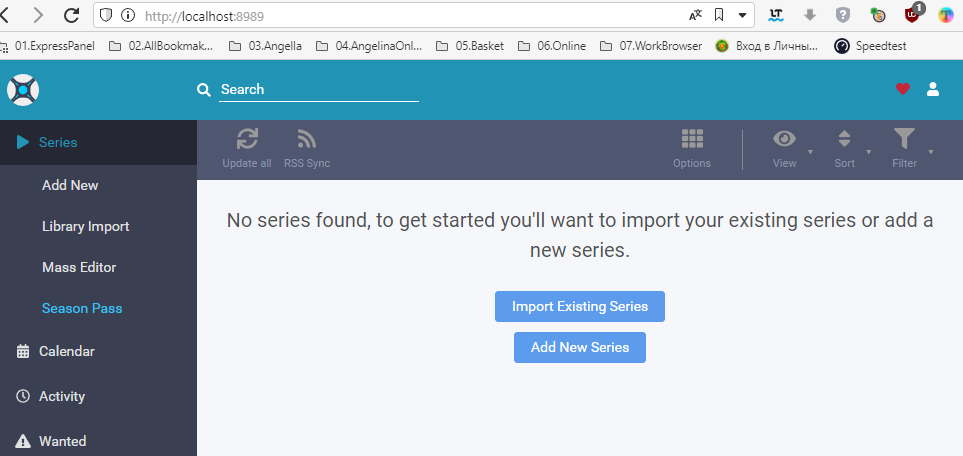 http://localhost:8989
LT
1
01.ExpressPanel
02.AllBookmak...
03.Angella
04.AngelinaOnl...
05.Basket
06.Online
07.WorkBrowser
Вход в Личны...
Speedtest
Search
Series
Update all
RSS Sync
Options
View
Sort
Filter
Add New
Library Import
Mass Editor
Season Pass
Calendar
Activity
Wanted
No series found, to get started you'll want to import your existing series or add a
new series.
Import Existing Series
Add New Series